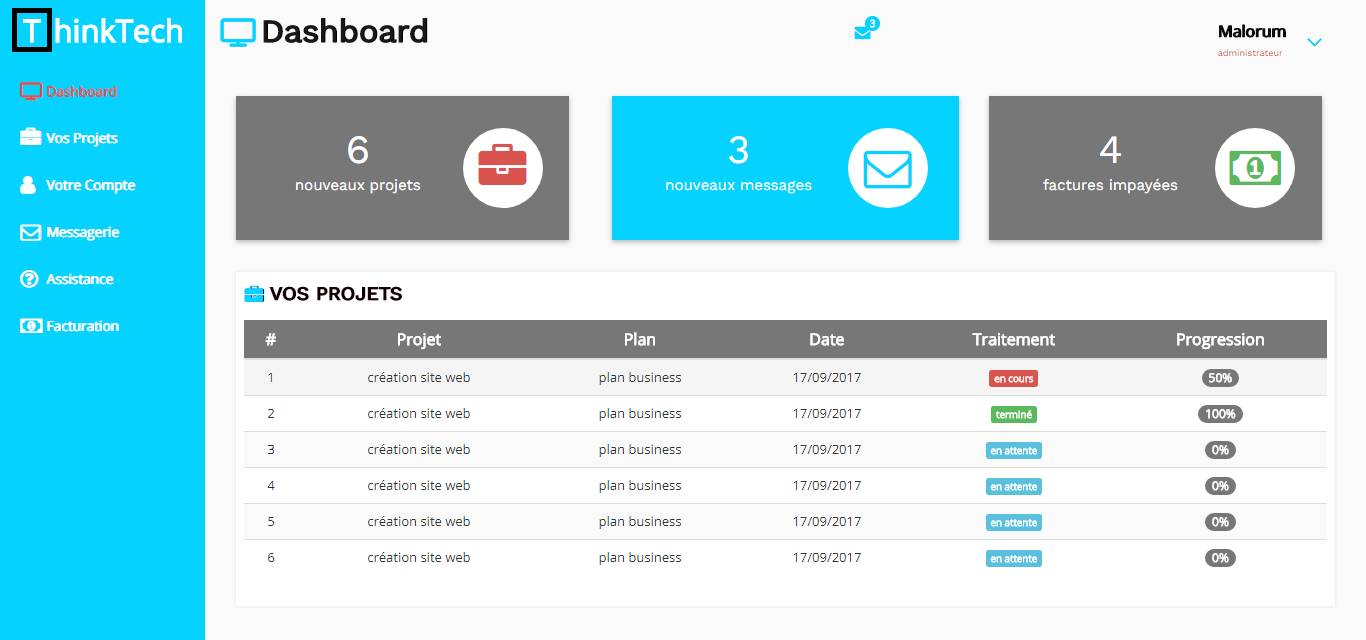 ThinkTech
Dashboard
Vos Projets
Votre Compte
Messagerie
Assistance
Facturation
Dashboard
3
Malorum
administrateur
6
nouveaux projets
3
nouveaux messages
4
factures impayées
1
VOS PROJETS
# Projet Plan Date Traitement Progression
1 création site web plan business 17/09/2017 en cours 50%
2 création site web plan business 17/09/2017 terminé 100%
3 création site web plan business 17/09/2017 en attente 0%
4 création site web plan business 17/09/2017 en attente 0%
5 création site web plan business 17/09/2017 en attente 0%
6 création site web plan business 17/09/2017 en attente 0%